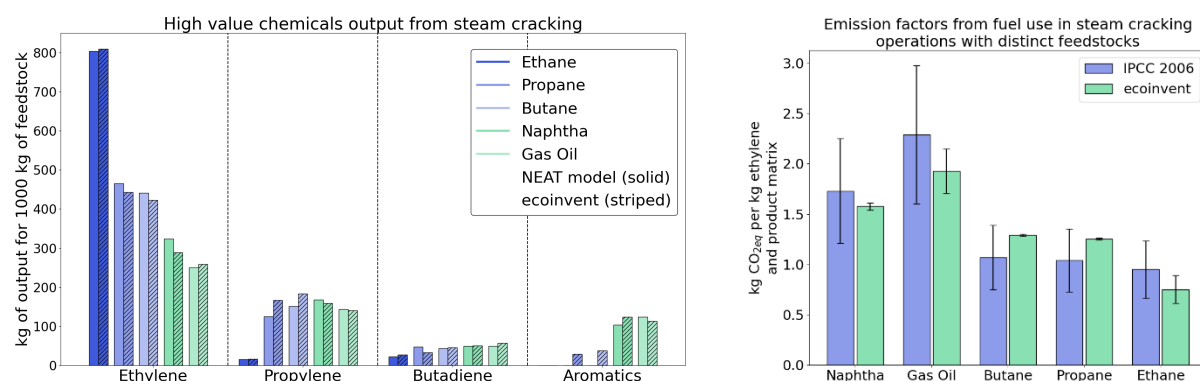 High value chemicals output from steam cracking
kg of output for 1000 kg of feedstock
800
700
600
500
400
300
200
100
0
Ethane
Propane
Butane
Naphtha
Gas Oil
NEAT model (solid)
ecoinvent (striped)
Ethylene
Propylene
Butadiene
Aromatics
Emission factors from fuel use in steam cracking
operations with distinct feedstocks
kg CO2eq per kg ethylene
and product matrix
3.0
2.5
2.0
1.5
1.0
0.5
0.0
IPCC 2006
ecoinvent
Naphtha
Gas Oil
Butane
Propane
Ethane